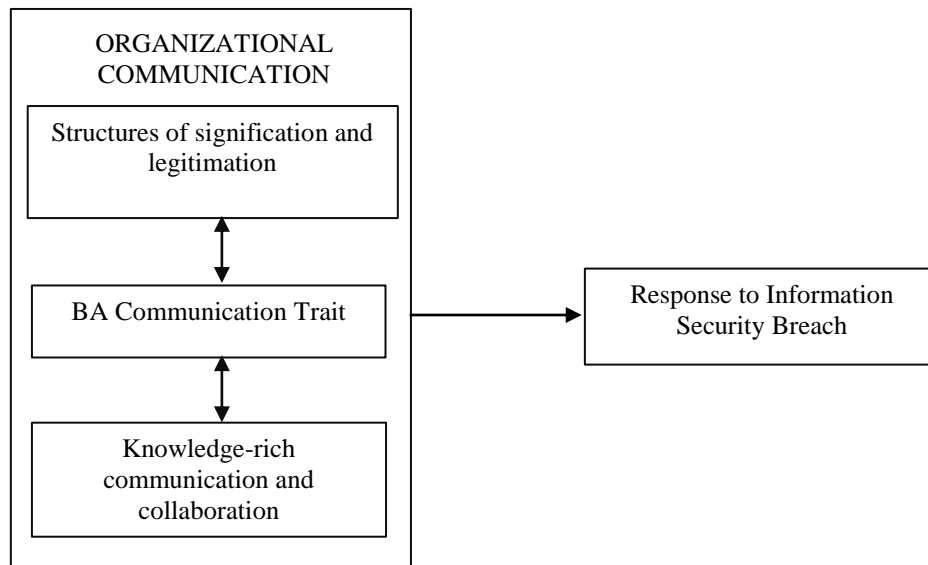 ORGANIZATIONAL
COMMUNICATION
Structures of signification and
legitimation
BA Communication Trait
Knowledge-rich
communication and
collaboration
Response to Information
Security Breach